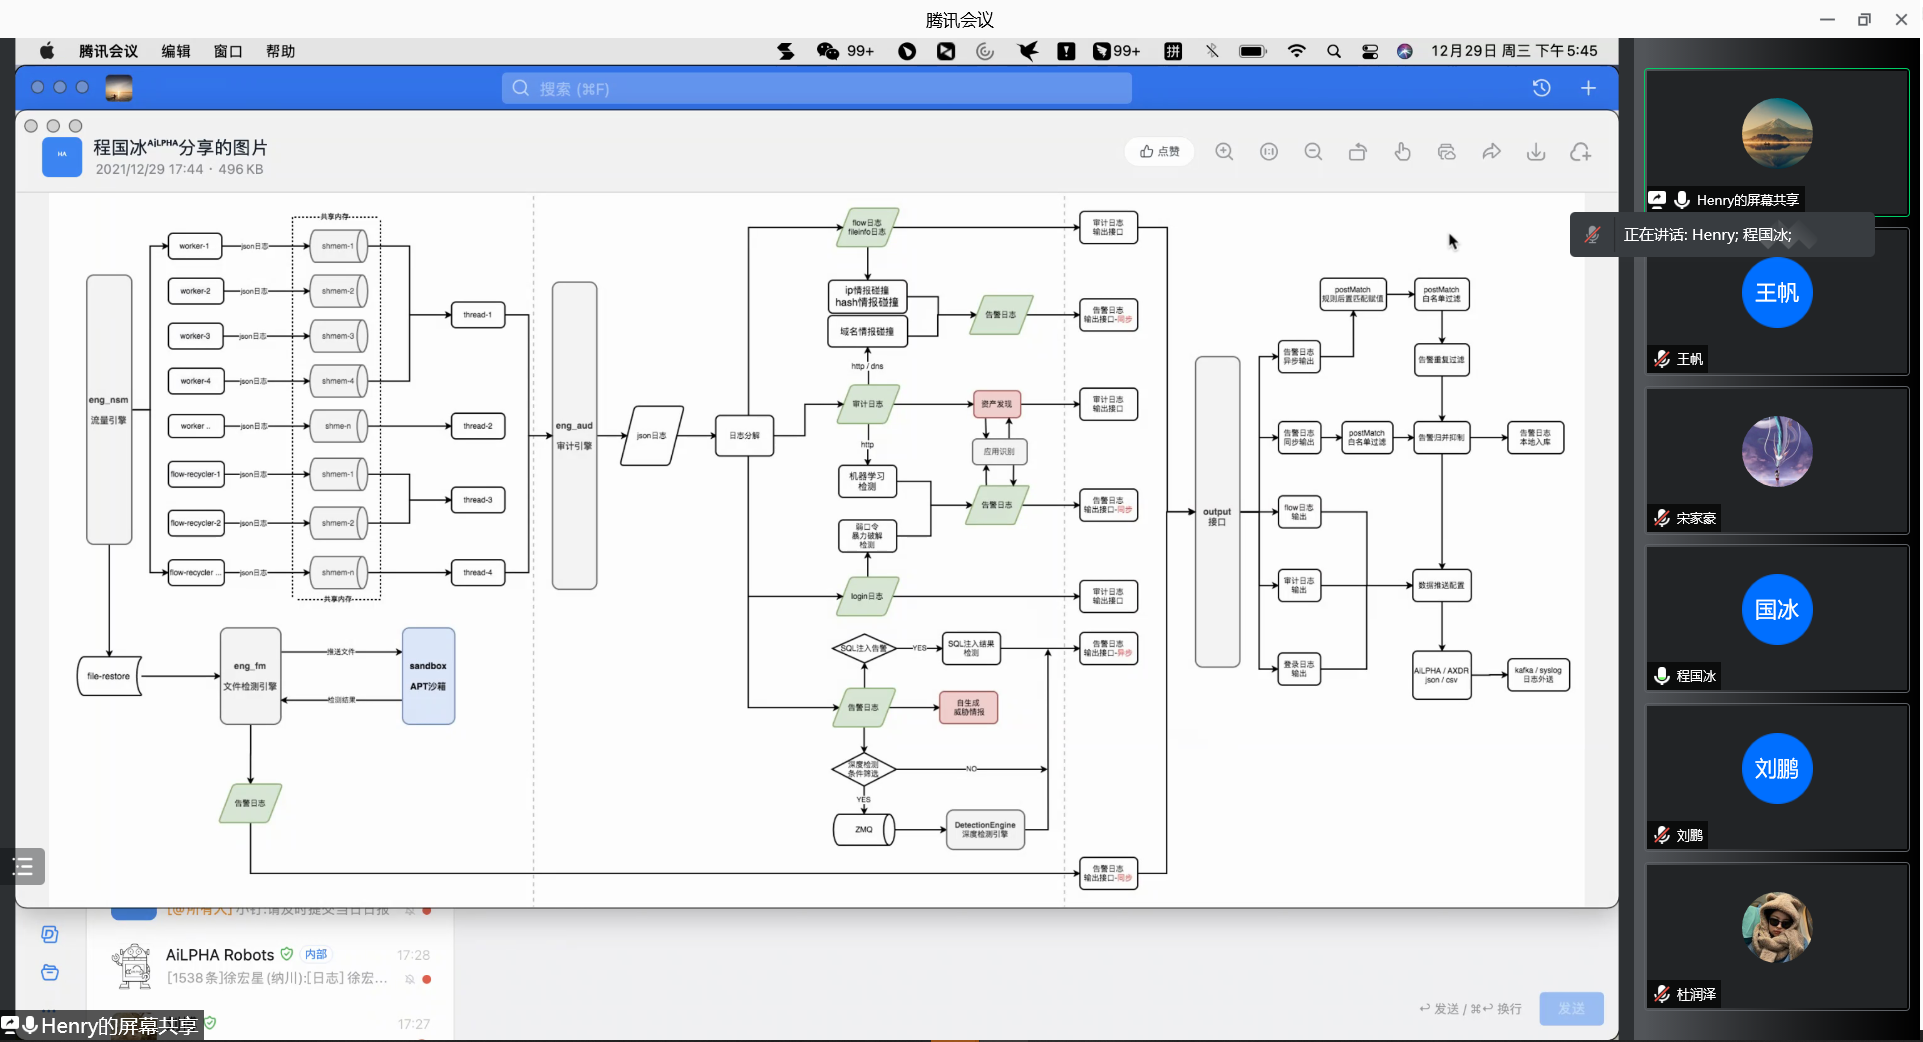 腾讯会议
腾讯会议 编辑 窗口 帮助
99+
99+
拼
12月29日 周三 下午5:45
搜索 (⌘F)
程国冰AiLPHA分享的图片
2021/12/29 17:44 · 496 KB
HA
点赞
eng_nsm
流量引擎
worker-1
worker-2
worker-3
worker-4
worker ..
flow-recycler-1
flow-recycler-2
flow-recycler ...
json日志
json日志
json日志
json日志
json日志
json日志
json日志
json日志
共享内存
shmem-1
shmem-2
shmem-3
shmem-4
shme-n
shmem-1
shmem-2
shmem-n
共享内存
thread-1
thread-2
thread-3
thread-4
file-restore
eng_fm
文件检测引擎
推送文件
检测结果
sandbox
APT沙箱
告警日志
eng_aud
审计引擎
json日志
日志分解
flow日志
fileinfo日志
ip情报碰撞
hash情报碰撞
域名情报碰撞
告警日志
http / dns
审计日志
资产发现
http
应用识别
机器学习
检测
告警日志
弱口令
暴力破解
检测
login日志
SQL注入告警
YES
SQL注入结果
检测
告警日志
自生成
威胁情报
深度检测
条件筛选
NO
YES
ZMQ
DetectionEngine
深度检测引擎
审计日志
输出接口
告警日志
输出接口-同步
审计日志
输出接口
告警日志
输出接口-同步
审计日志
输出接口
告警日志
输出接口-异步
告警日志
输出接口-同步
output
接口
postMatch
规则后置匹配赋值
postMatch
白名单过滤
告警日志
异步输出
告警重复过滤
告警日志
同步输出
postMatch
白名单过滤
告警归并抑制
告警日志
本地入库
flow日志
输出
审计日志
输出
数据推送配置
登录日志
输出
AiLPHA / AXDR
json / csv
kafka / syslog
日志外送
[@所有人] 小钉:请及时提交当日日报
AiLPHA Robots 内部 17:28
[1538条]徐宏星(纳川):[日志] 徐宏...
17:27
发送 / ⌘↩ 换行
发送
Henry的屏幕共享
Henry的屏幕共享
正在讲话: Henry; 程国冰;
王帆
王帆
宋家豪
国冰
程国冰
刘鹏
刘鹏
杜润泽